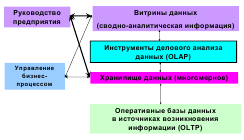 Руководство
предприятия
Витрины данных
(сводно-аналитическая информация)
Инструменты делового анализа
данных (OLAP)
Управление
бизнес-
процессом
Хранилище данных (многомерное)
Оперативные базы данных
в источниках возникновения
информации (OLTP)